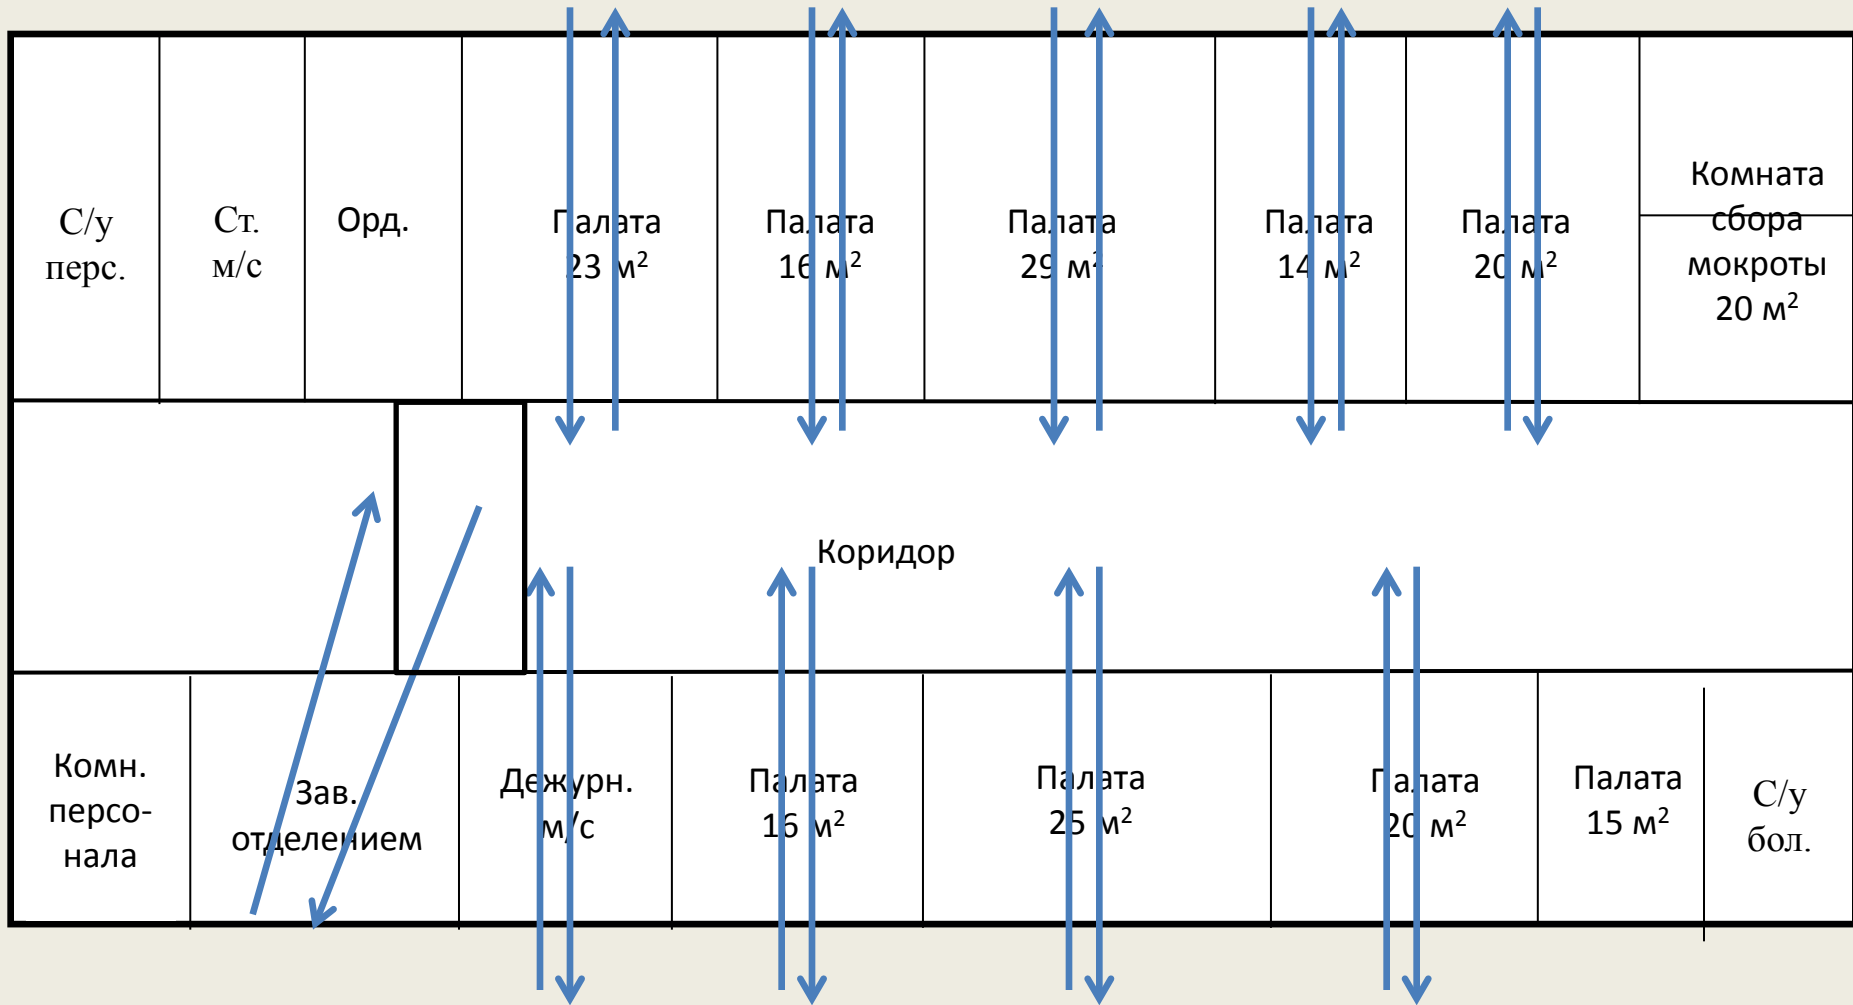 С/у
перс.
Ст.
м/с
Орд.
Палата
23 м²
Палата
16 м²
Палата
29 м²
Палата
14 м²
Палата
20 м²
Комната
сбора
мокроты
20 м²
Коридор
Комн.
персо-
нала
Зав.
отделением
Дежурн.
м/с
Палата
16 м²
Палата
25 м²
Палата
20 м²
Палата
15 м²
С/у
бол.